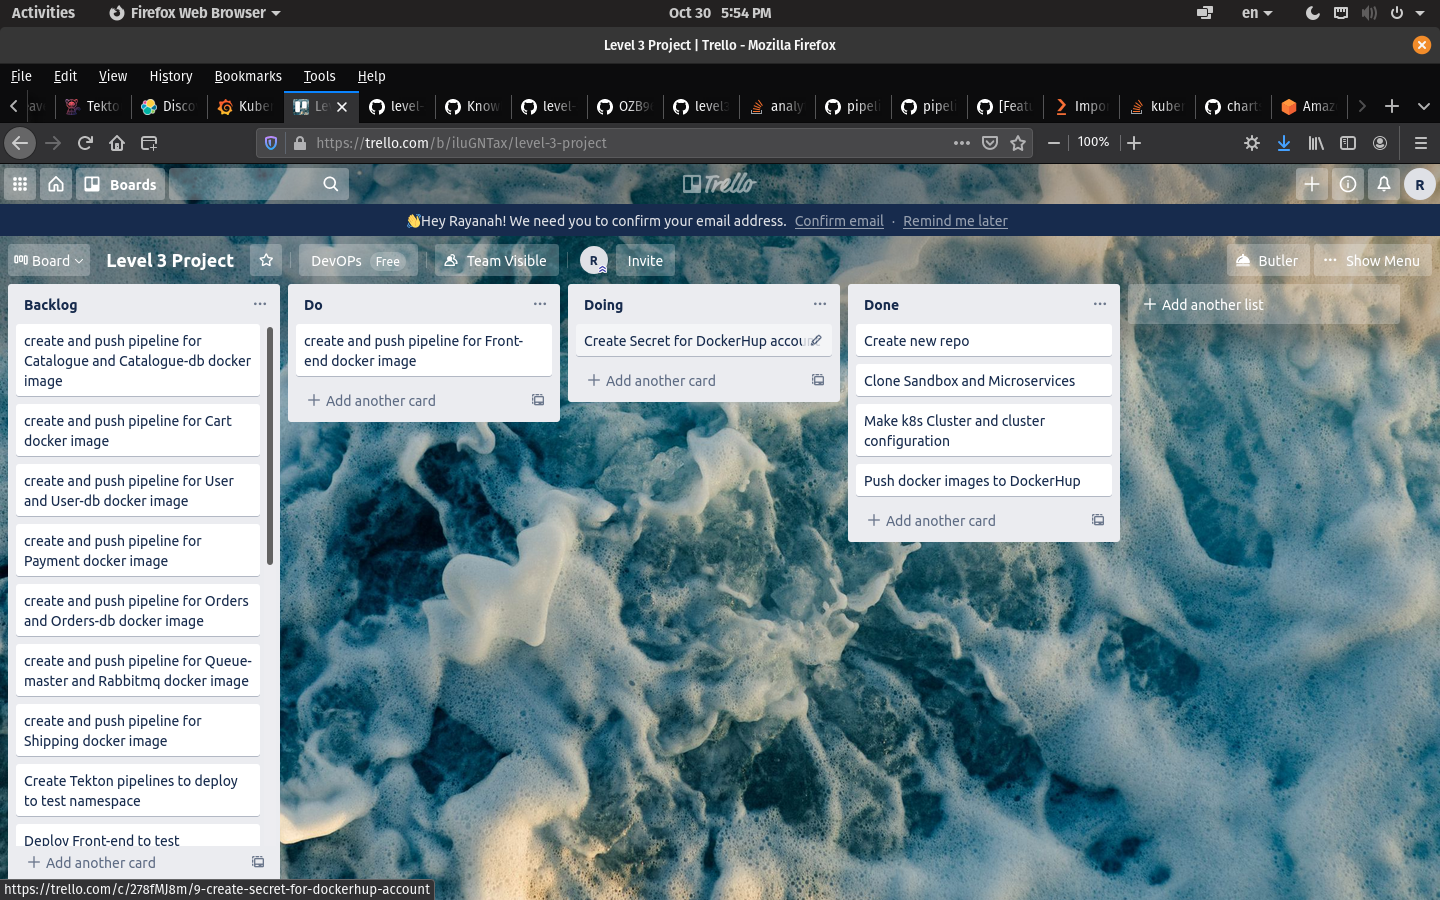 Activities
Firefox Web Browser
Oct 30 5:54 PM
en
Level 3 Project | Trello - Mozilla Firefox
File Edit View History Bookmarks Tools Help
Tekto
Disco
Kube
Le
level-
Know
level-
OZB9
level3
analy
pipeli
pipeli
[Featu
Impor
kuber
chart
Amaz
https://trello.com/b/iluGNTax/level-3-project
100%
Boards
Trello
R
👋Hey Rayanah! We need you to confirm your email address. Confirm email · Remind me later
Board
Level 3 Project
DevOPs Free
Team Visible
R
Invite
Butler
Show Menu
Backlog
create and push pipeline for
Catalogue and Catalogue-db docker
image
create and push pipeline for Cart
docker image
create and push pipeline for User
and User-db docker image
create and push pipeline for
Payment docker image
create and push pipeline for Orders
and Orders-db docker image
create and push pipeline for Queue-
master and Rabbitmq docker image
create and push pipeline for
Shipping docker image
Create Tekton pipelines to deploy
to test namespace
Deploy Front-end to test
Add another card
Do
create and push pipeline for Front-
end docker image
Add another card
Doing
Create Secret for DockerHup accou
Add another card
Done
Create new repo
Clone Sandbox and Microservices
Make k8s Cluster and cluster
configuration
Push docker images to DockerHup
Add another card
Add another list
https://trello.com/c/278fMJ8m/9-create-secret-for-dockerhup-account